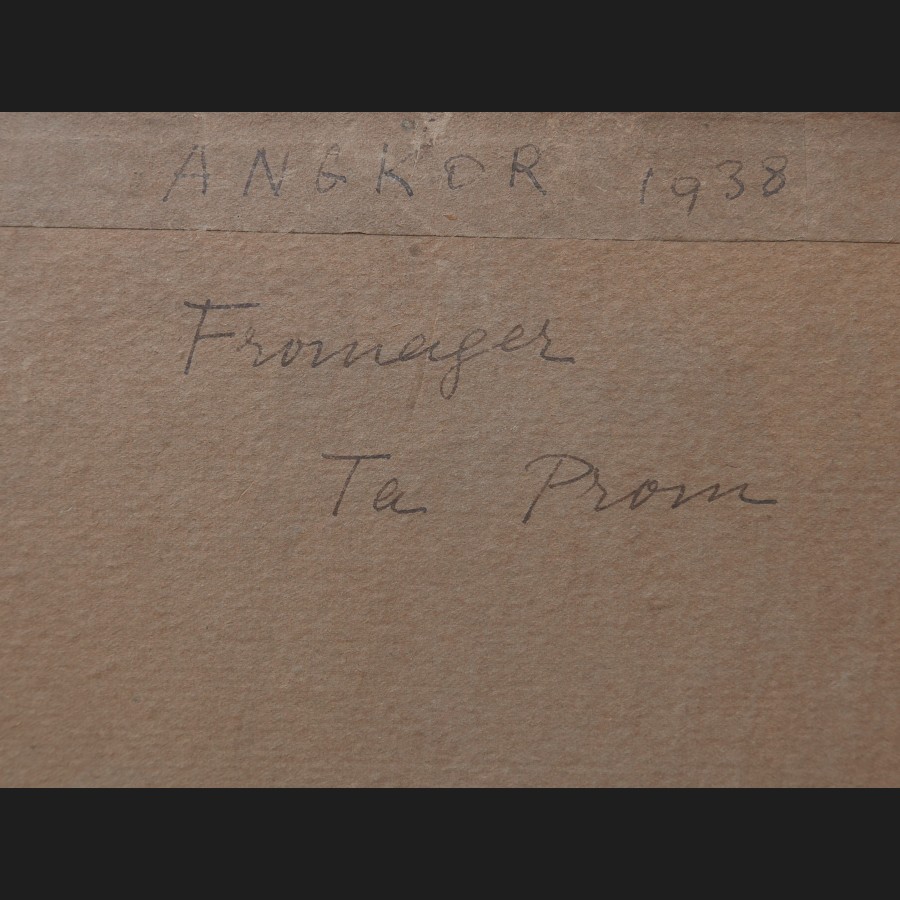 ANGKOR 1938
Fromager
Ta Prom